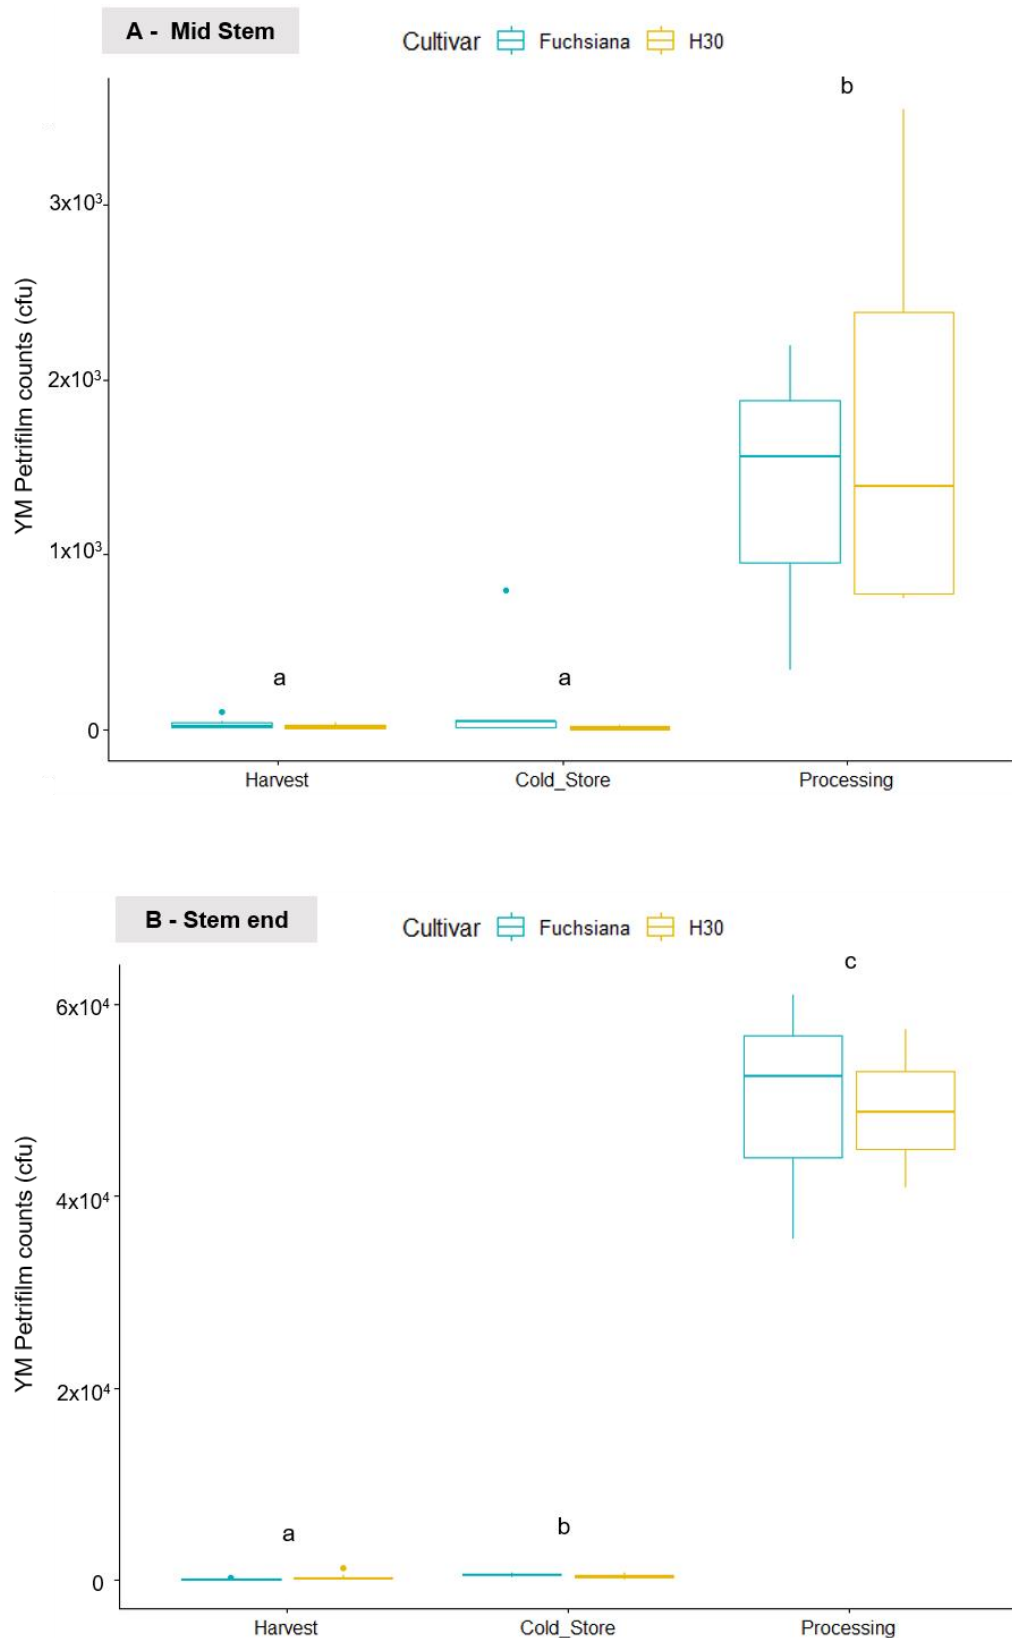 A - Mid Stem
Cultivar Fuchsiana H30
b
3x10³
2x10³
1x10³
0
YM Petrifilm counts (cfu)
a a
Harvest Cold_Store Processing
B - Stem end
Cultivar Fuchsiana H30
c
6x10⁴
4x10⁴
2x10⁴
0
YM Petrifilm counts (cfu)
a b
Harvest Cold_Store Processing